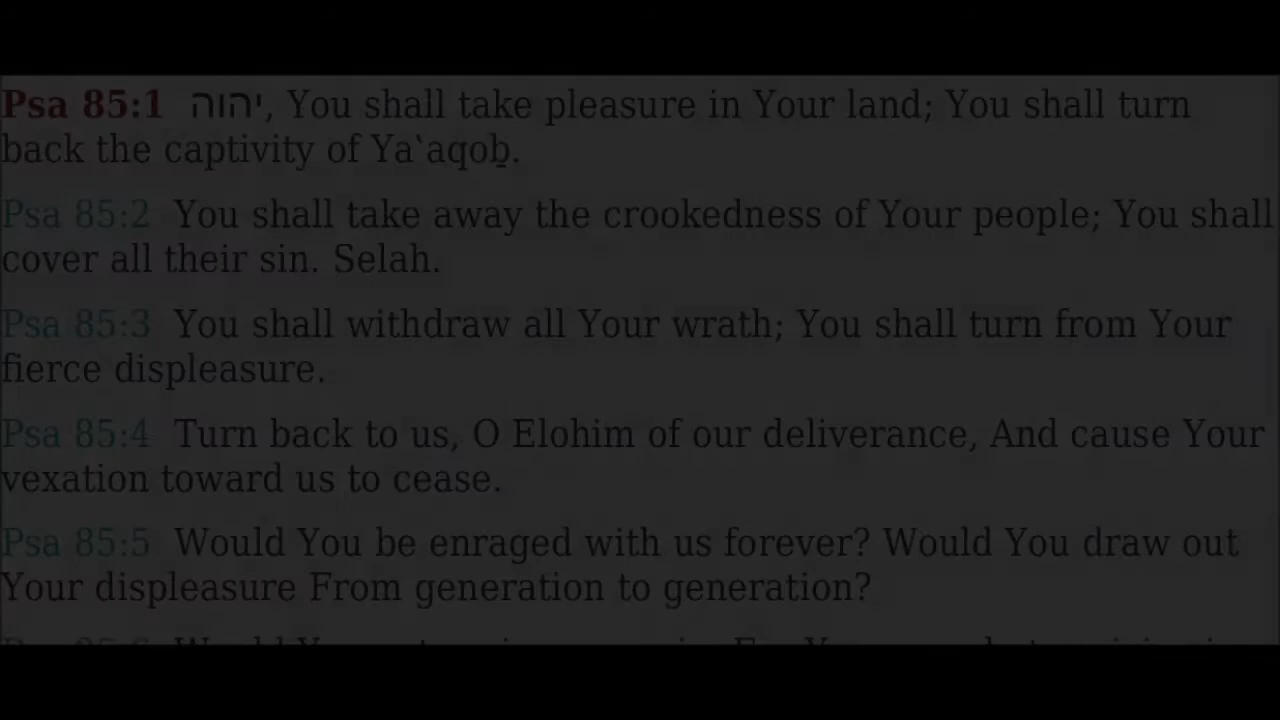 Psa 85:1 יהוה, You shall take pleasure in Your land; You shall turn
back the captivity of Ya‛aqoḇ.
Psa 85:2 You shall take away the crookedness of Your people; You shall
cover all their sin. Selah.
Psa 85:3 You shall withdraw all Your wrath; You shall turn from Your
fierce displeasure.
Psa 85:4 Turn back to us, O Elohim of our deliverance, And cause Your
vexation toward us to cease.
Psa 85:5 Would You be enraged with us forever? Would You draw out
Your displeasure From generation to generation?